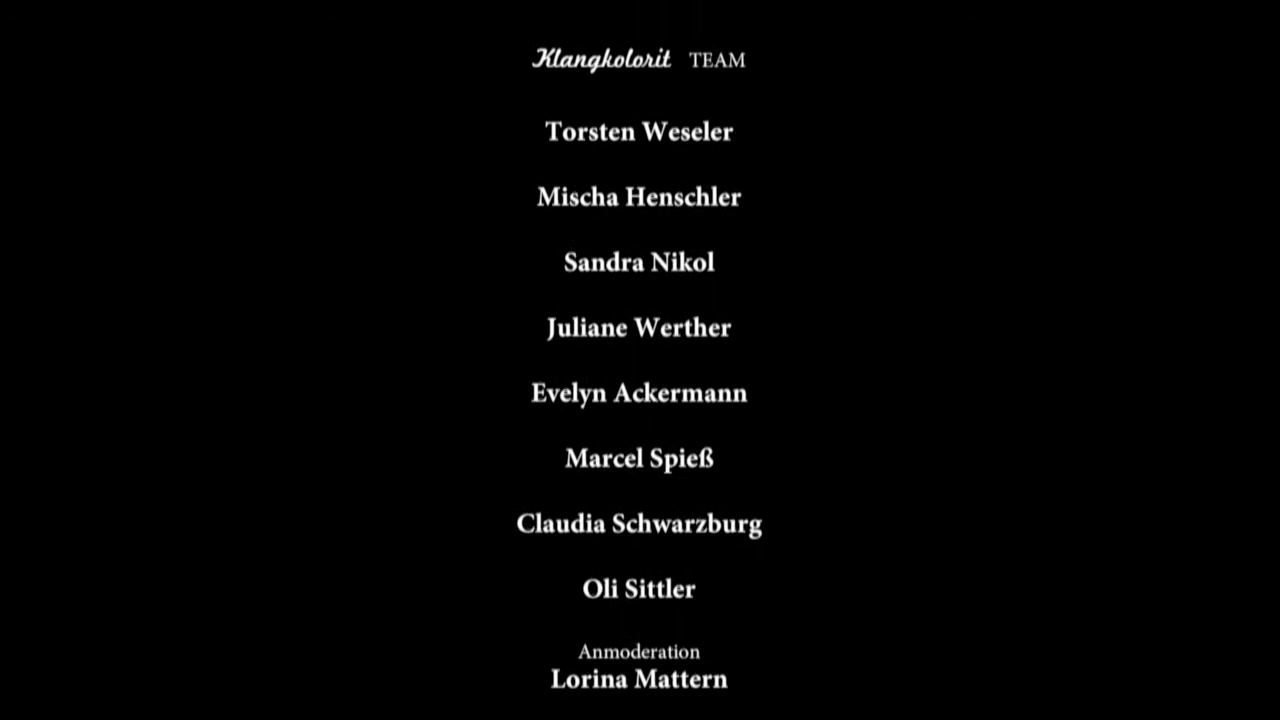 Klangkolorit TEAM
Torsten Weseler
Mischa Henschler
Sandra Nikol
Juliane Werther
Evelyn Ackermann
Marcel Spieß
Claudia Schwarzburg
Oli Sittler
Anmoderation
Lorina Mattern